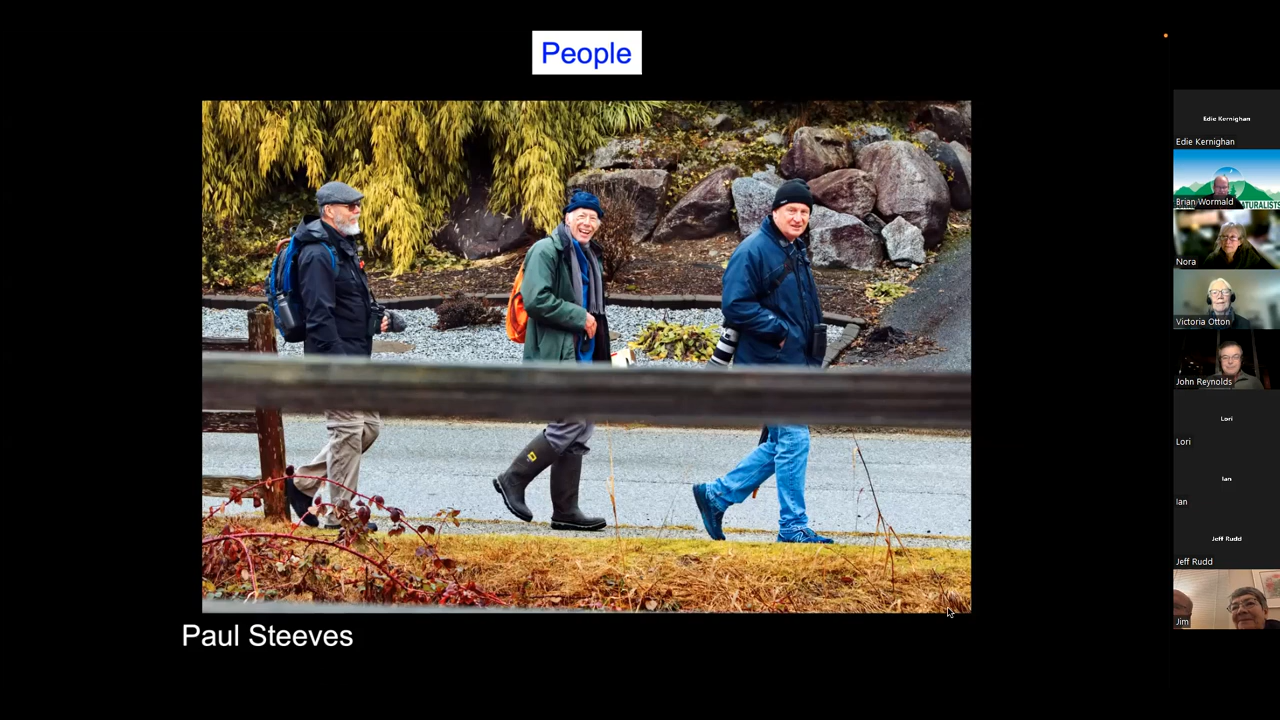 People
Paul Steeves
Edie Kernighan
Edie Kernighan
Brian Wormald
NATURALISTS
Nora
Victoria Otton
John Reynolds
Lori
Lori
Ian
Ian
Jeff Rudd
Jeff Rudd
Jim